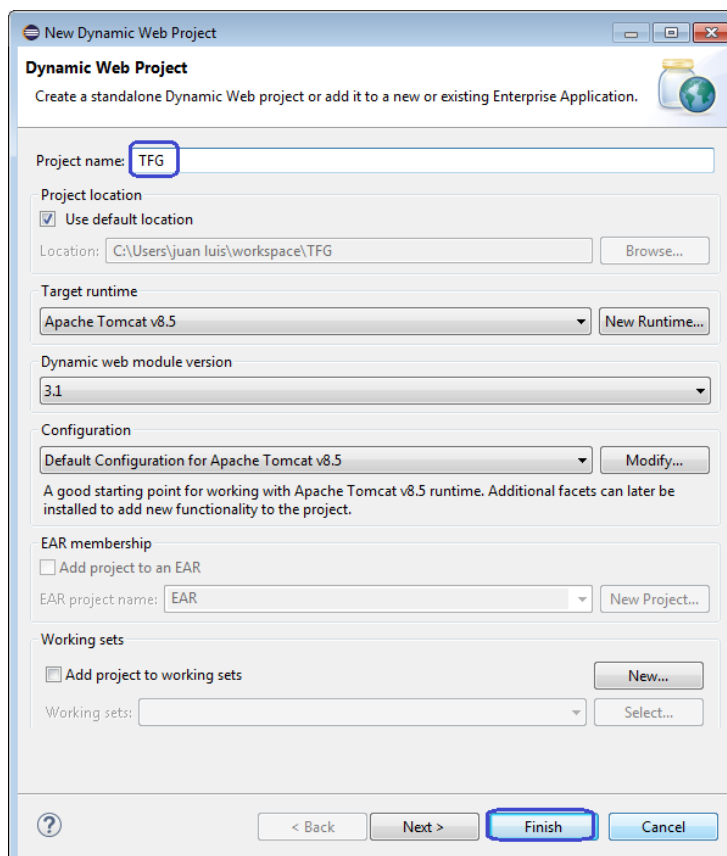 New Dynamic Web Project
Dynamic Web Project
Create a standalone Dynamic Web project or add it to a new or existing Enterprise Application.
Project name: TFG
Project location
Use default location
Location: C:\Users\juan luis\workspace\TFG Browse...
Target runtime
Apache Tomcat v8.5 New Runtime...
Dynamic web module version
3.1
Configuration
Default Configuration for Apache Tomcat v8.5 Modify...
A good starting point for working with Apache Tomcat v8.5 runtime. Additional facets can later be
installed to add new functionality to the project.
EAR membership
Add project to an EAR
EAR project name: EAR New Project...
Working sets
Add project to working sets New...
Working sets: Select...
? < Back Next > Finish Cancel